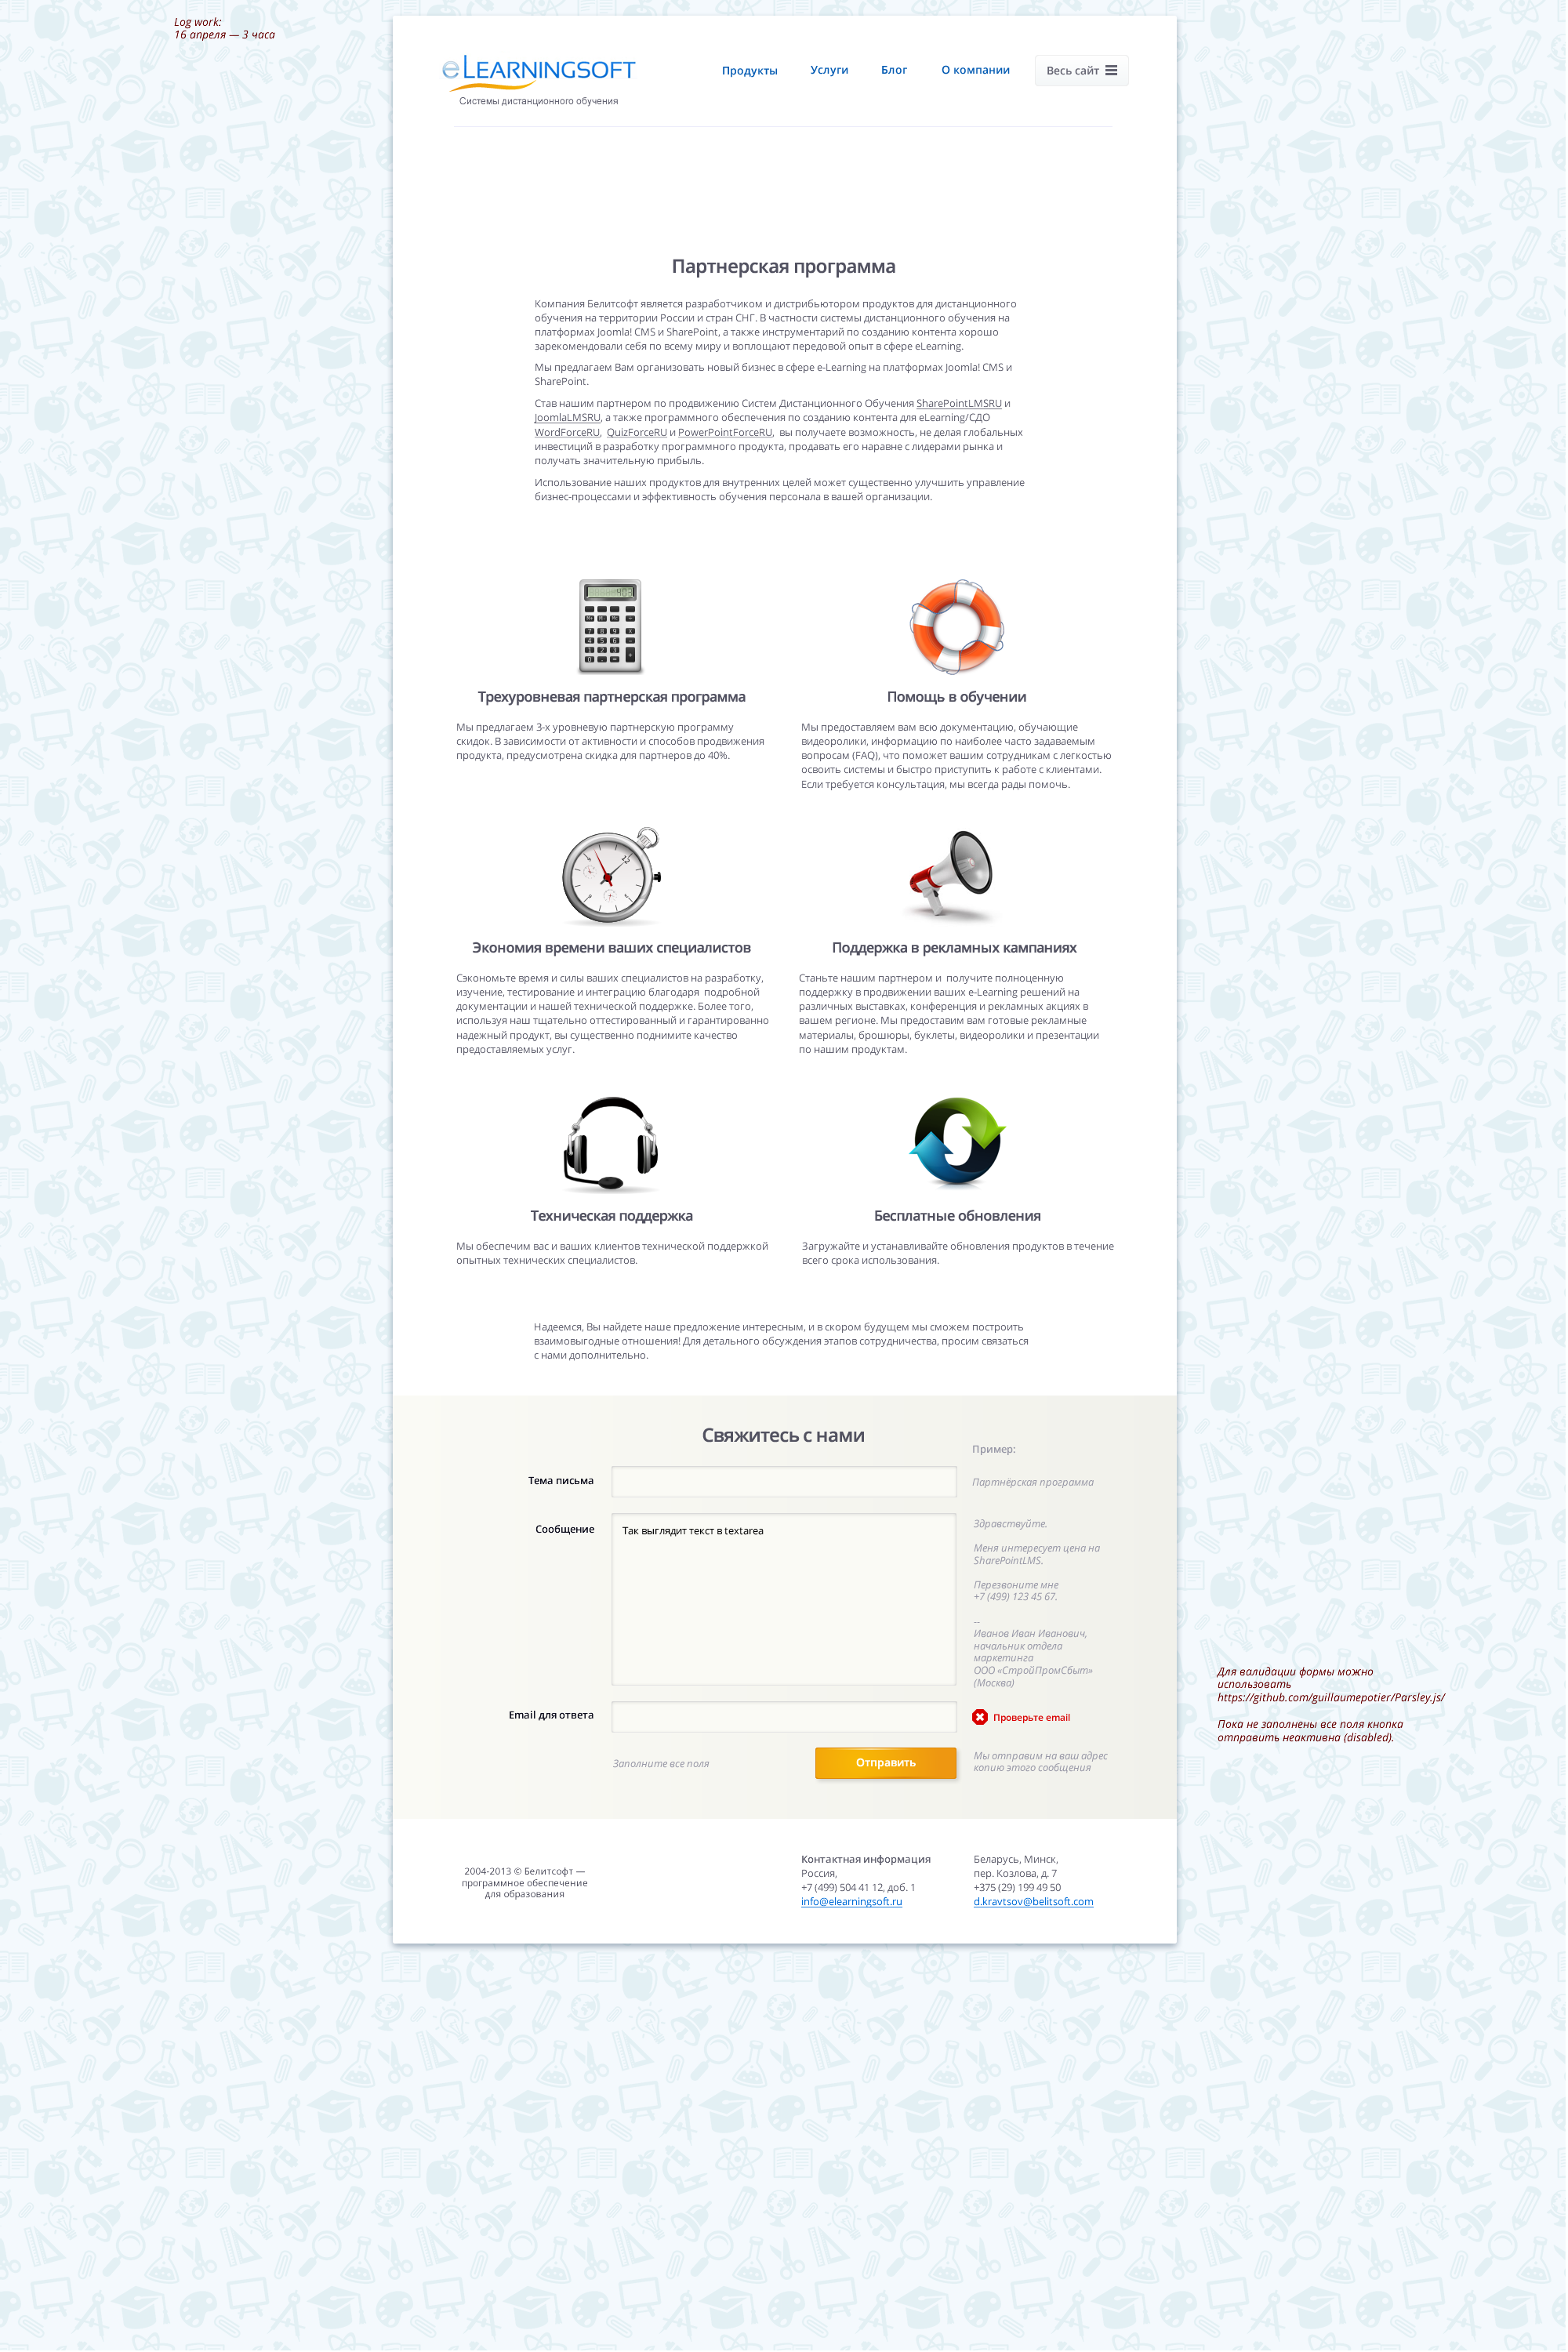 Log work:
16 апреля — 3 часа
eLearningsoft
Системы дистанционного обучения
Продукты
Услуги
Блог
О компании
Весь сайт
Партнерская программа
Компания Белитсофт является разработчиком и дистрибьютором продуктов для дистанционного
обучения на территории России и стран СНГ. В частности системы дистанционного обучения на
платформах Joomla! CMS и SharePoint, а также инструментарий по созданию контента хорошо
зарекомендовали себя по всему миру и воплощают передовой опыт в сфере eLearning.
Мы предлагаем Вам организовать новый бизнес в сфере e-Learning на платформах Joomla! CMS и
SharePoint.
Став нашим партнером по продвижению Систем Дистанционного Обучения SharePointLMSRU и
JoomlaLMSRU, а также программного обеспечения по созданию контента для eLearning/СДО
WordForceRU, QuizForceRU и PowerPointForceRU, вы получаете возможность, не делая глобальных
инвестиций в разработку программного продукта, продавать его наравне с лидерами рынка и
получать значительную прибыль.
Использование наших продуктов для внутренних целей может существенно улучшить управление
бизнес-процессами и эффективность обучения персонала в вашей организации.
Трехуровневая партнерская программа
Мы предлагаем 3-х уровневую партнерскую программу
скидок. В зависимости от активности и способов продвижения
продукта, предусмотрена скидка для партнеров до 40%.
Помощь в обучении
Мы предоставляем вам всю документацию, обучающие
видеоролики, информацию по наиболее часто задаваемым
вопросам (FAQ), что поможет вашим сотрудникам с легкостью
освоить системы и быстро приступить к работе с клиентами.
Если требуется консультация, мы всегда рады помочь.
Экономия времени ваших специалистов
Сэкономьте время и силы ваших специалистов на разработку,
изучение, тестирование и интеграцию благодаря подробной
документации и нашей технической поддержке. Более того,
используя наш тщательно оттестированный и гарантированно
надежный продукт, вы существенно поднимите качество
предоставляемых услуг.
Поддержка в рекламных кампаниях
Станьте нашим партнером и получите полноценную
поддержку в продвижении ваших e-Learning решений на
различных выставках, конференция и рекламных акциях в
вашем регионе. Мы предоставим вам готовые рекламные
материалы, брошюры, буклеты, видеоролики и презентации
по нашим продуктам.
Техническая поддержка
Мы обеспечим вас и ваших клиентов технической поддержкой
опытных технических специалистов.
Бесплатные обновления
Загружайте и устанавливайте обновления продуктов в течение
всего срока использования.
Надеемся, Вы найдете наше предложение интересным, и в скором будущем мы сможем построить
взаимовыгодные отношения! Для детального обсуждения этапов сотрудничества, просим связаться
с нами дополнительно.
Свяжитесь с нами
Пример:
Тема письма
Партнёрская программа
Сообщение
Так выглядит текст в textarea
Здравствуйте.
Меня интересует цена на
SharePointLMS.
Перезвоните мне
+7 (499) 123 45 67.
--
Иванов Иван Иванович,
начальник отдела
маркетинга
ООО «СтройПромСбыт»
(Москва)
Email для ответа
Проверьте email
Заполните все поля
Отправить
Мы отправим на ваш адрес
копию этого сообщения
Для валидации формы можно
использовать
https://github.com/guillaumepotier/Parsley.js/
Пока не заполнены все поля кнопка
отправить неактивна (disabled).
2004-2013 © Белитсофт —
программное обеспечение
для образования
Контактная информация
Россия,
+7 (499) 504 41 12, доб. 1
info@elearningsoft.ru
Беларусь, Минск,
пер. Козлова, д. 7
+375 (29) 199 49 50
d.kravtsov@belitsoft.com